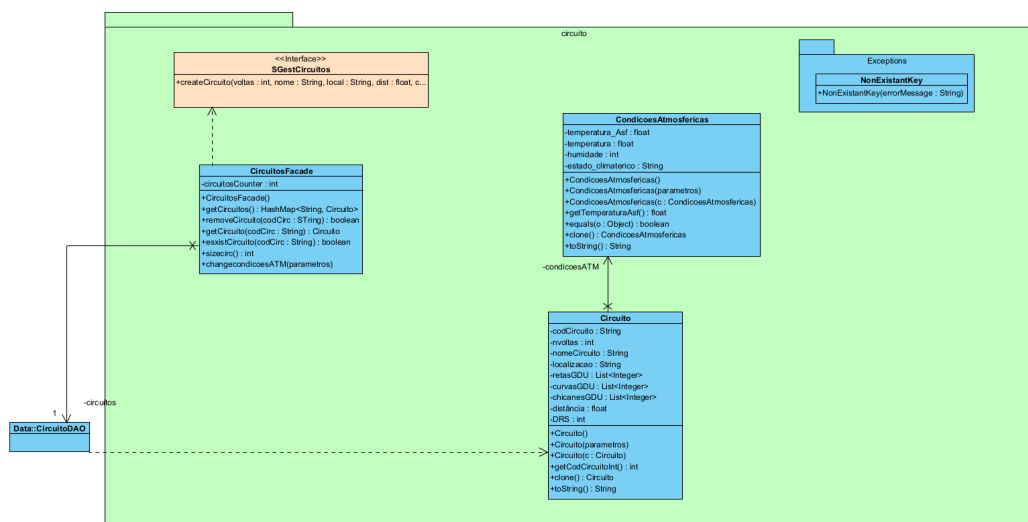 circuito
<<Interface>>
SGestCircuitos
+createCircuito(voltas : int, nome : String, local : String, dist : float, c...
Exceptions
NonExistantKey
+NonExistantKey(errorMessage : String)
CondicoesAtmosfericas
-temperatura_Asf : float
-temperatura : float
-humidade : int
-estado_climaterico : String
+CondicoesAtmosfericas()
+CondicoesAtmosfericas(parametros)
+CondicoesAtmosfericas(c : CondicoesAtmosfericas)
+getTemperaturaAsf() : float
+equals(o : Object) : boolean
+clone() : CondicoesAtmosfericas
+toString() : String
CircuitosFacade
-circuitosCounter : int
+CircuitosFacade()
+getCircuitos() : HashMap<String, Circuito>
+removeCircuito(codCirc : STring) : boolean
+getCircuito(codCirc : String) : Circuito
+esxistCircuito(codCirc : String) : boolean
+sizecirc() : int
+changecondicoesATM(parametros)
-condicoesATM
Circuito
-codCircuito : String
-nvoltas : int
-nomeCircuito : String
-localizacao : String
-retasGDU : List<Integer>
-curvasGDU : List<Integer>
-chicanesGDU : List<Integer>
-distância : float
-DRS : int
+Circuito()
+Circuito(parametros)
+Circuito(c : Circuito)
+getCodCircuitoInt() : int
+clone() : Circuito
+toString() : String
-circuitos
1
Data::CircuitoDAO